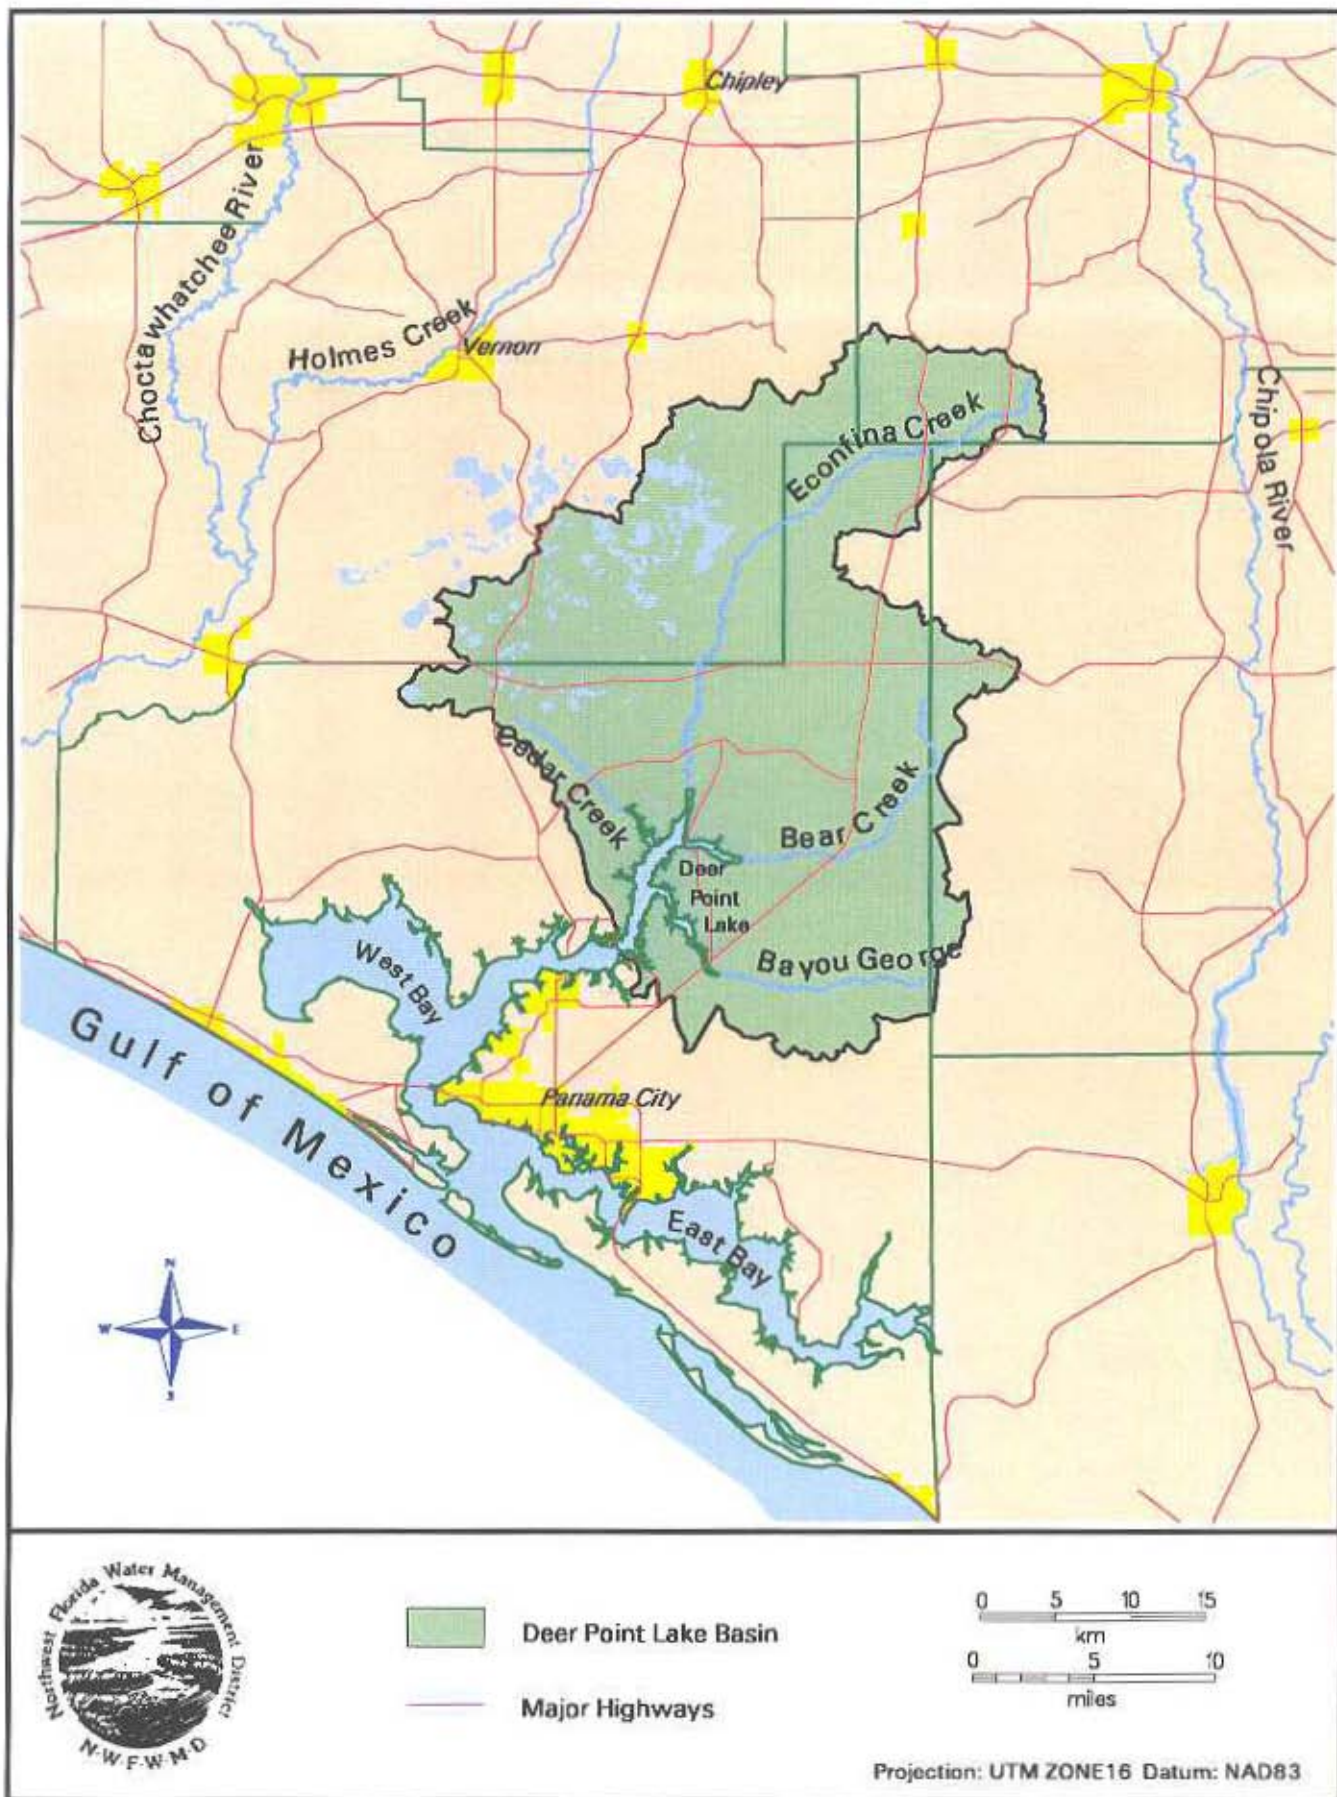 Chipley
Choctawhatchee River
Holmes Creek
Vernon
Econfina Creek
Chipola River
Cedar Creek
Bear Creek
Deer
Point
Lake
Bayou George
West Bay
Gulf of Mexico
Panama City
East Bay
N
W
E
S
Northwest Florida Water Management District
N-W-F-W-M-D
Deer Point Lake Basin
Major Highways
0 5 10 15
km
0 5 10
miles
Projection: UTM ZONE16 Datum: NAD83